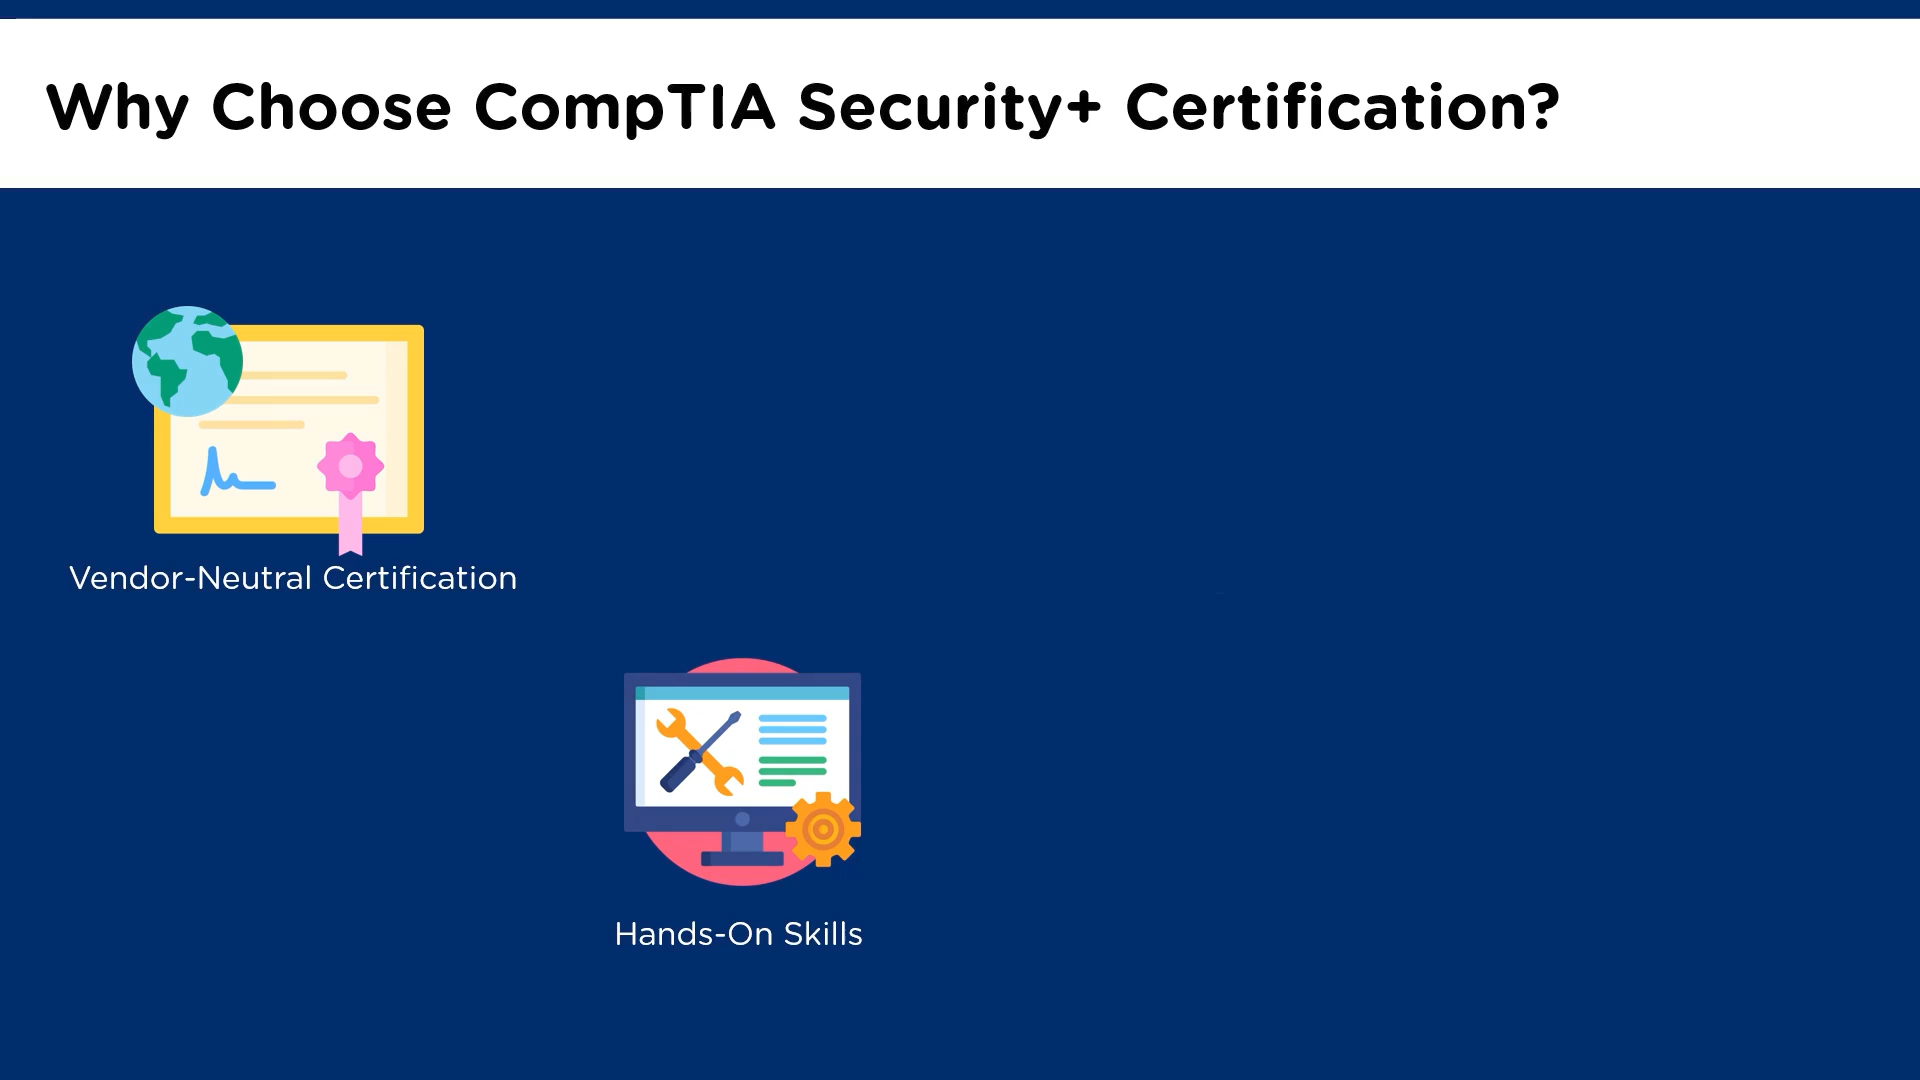 Why Choose CompTIA Security+ Certification?
Vendor-Neutral Certification
Hands-On Skills